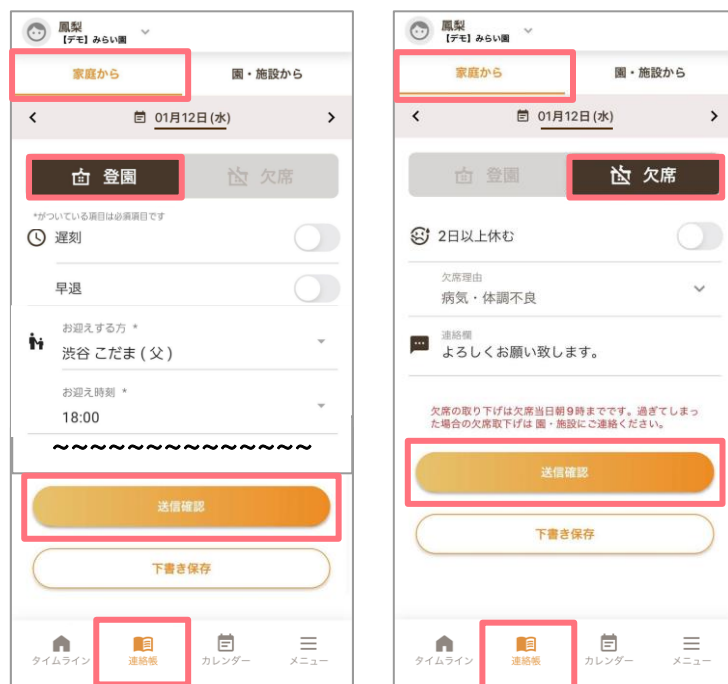 鳳梨
【デモ】みらい園
家庭から
園・施設から
01月12日(水)
登園
欠席
*がついている項目は必須項目です
遅刻
早退
お迎えする方 *
渋谷 こだま ( 父 )
お迎え時刻 *
18:00
~~~~~~~~~~~~~~~
送信確認
下書き保存
タイムライン
連絡帳
カレンダー
メニュー
鳳梨
【デモ】みらい園
家庭から
園・施設から
01月12日(水)
登園
欠席
2日以上休む
欠席理由
病気・体調不良
連絡欄
よろしくお願い致します。
欠席の取り下げは欠席当日朝9時までです。過ぎてしまっ
た場合の欠席取下げは 園・施設にご連絡ください。
送信確認
下書き保存
タイムライン
連絡帳
カレンダー
メニュー